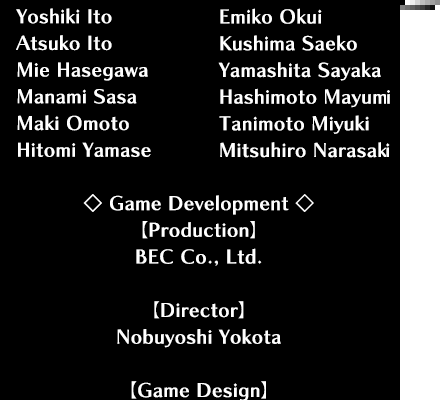 Yoshiki Ito Emiko Okui
Atsuko Ito Kushima Saeko
Mie Hasegawa Yamashita Sayaka
Manami Sasa Hashimoto Mayumi
Maki Omoto Tanimoto Miyuki
Hitomi Yamase Mitsuhiro Narasaki
◇ Game Development ◇
【Production】
BEC Co., Ltd.
【Director】
Nobuyoshi Yokota
【Game Design】